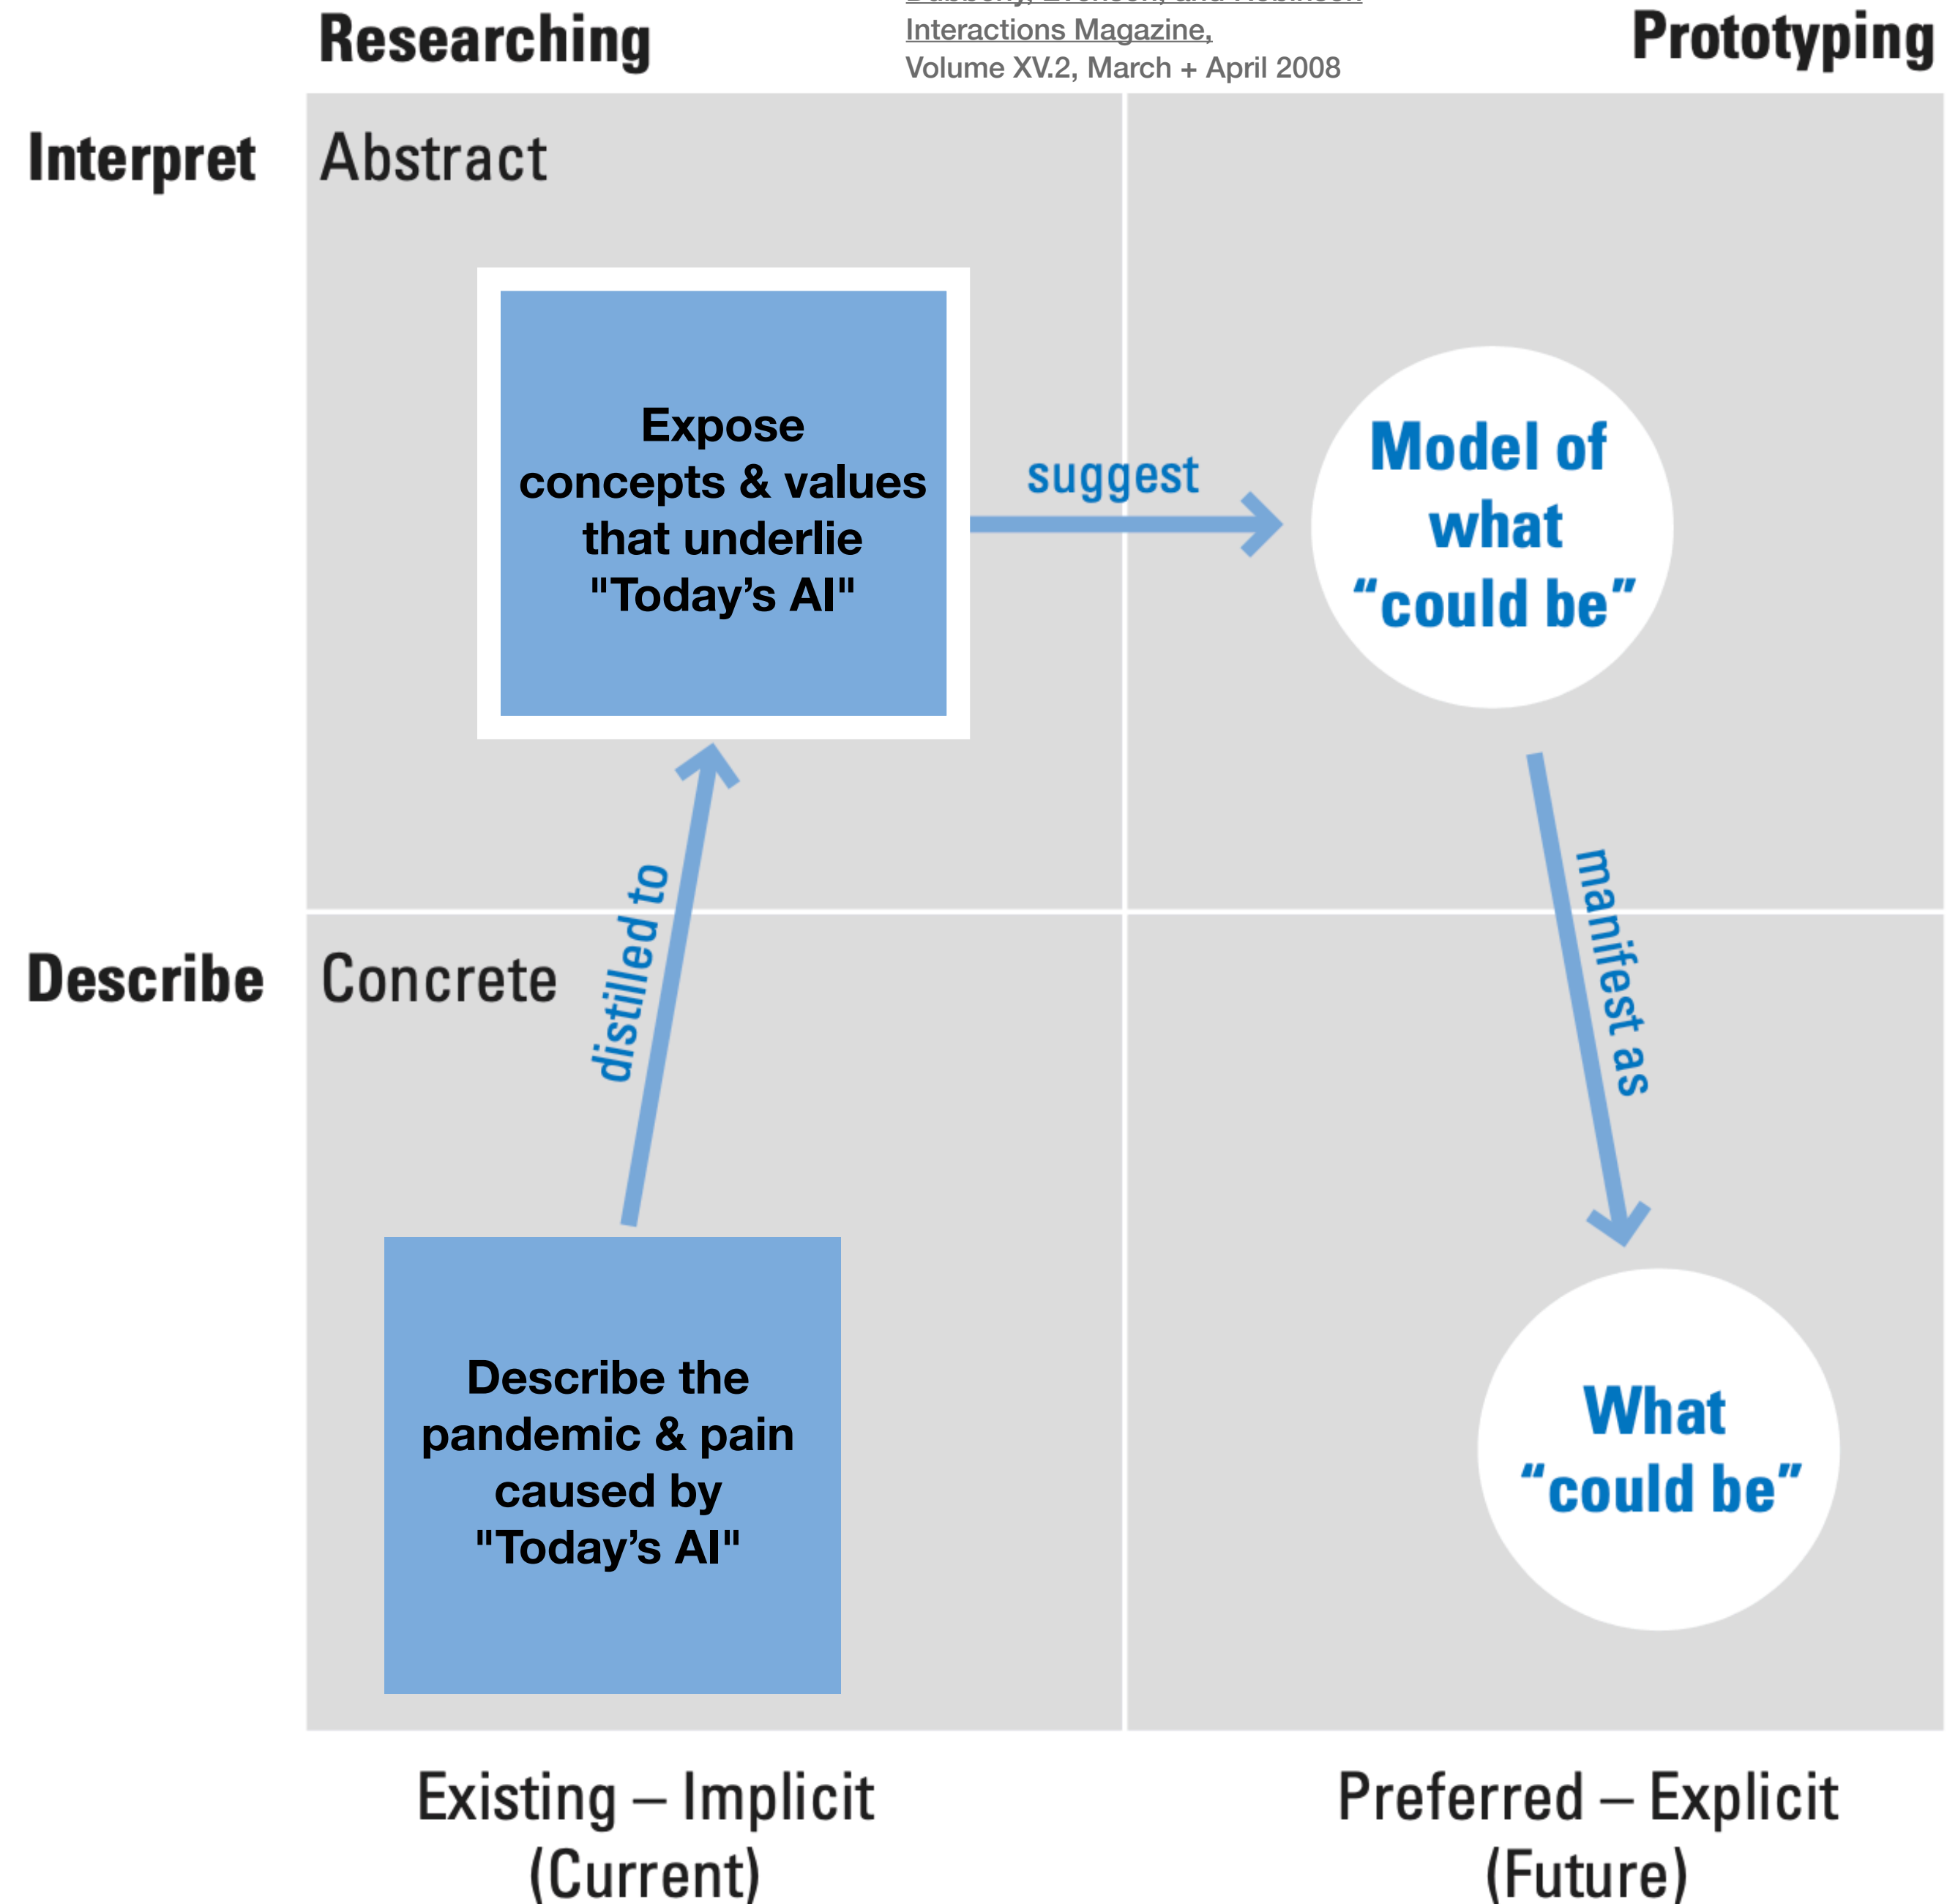 Researching
Interactions Magazine,
Volume XV.2, March + April 2008
Prototyping
Interpret
Abstract
Expose
concepts & values
that underlie
"Today’s AI"
suggest
Model of
what
“could be”
distilled to
manifest as
Describe
Concrete
Describe the
pandemic & pain
caused by
"Today’s AI"
What
“could be”
Existing – Implicit
(Current)
Preferred – Explicit
(Future)